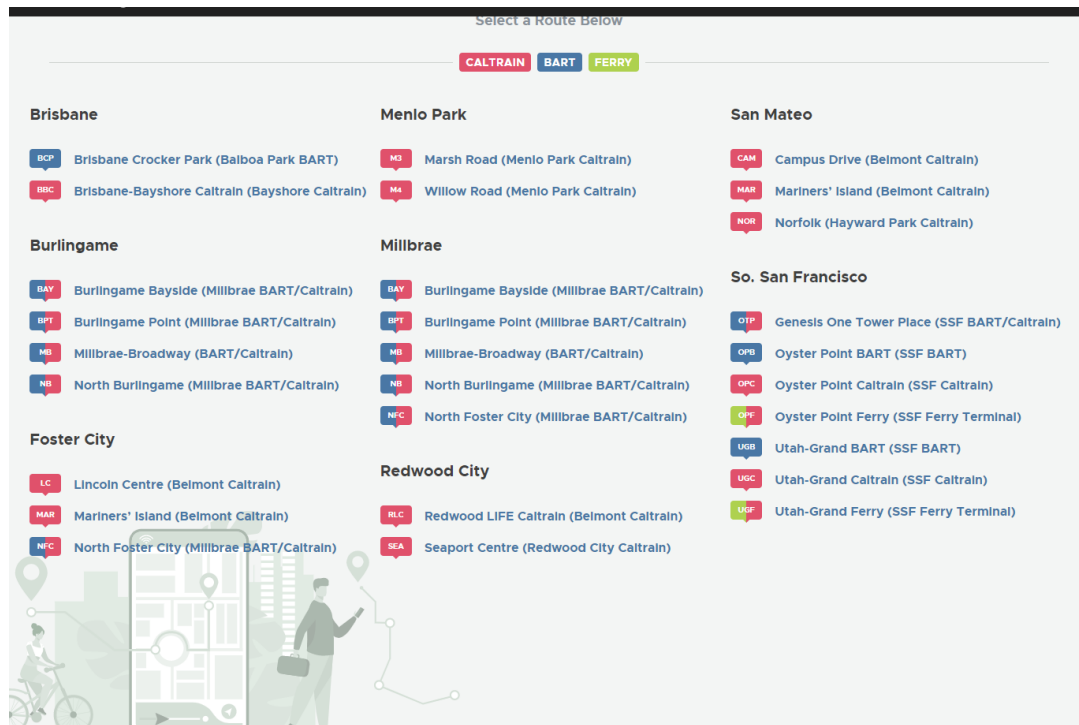 Select a Route Below
CALTRAIN BART FERRY
Brisbane
BCP Brisbane Crocker Park (Balboa Park BART)
BBC Brisbane-Bayshore Caltrain (Bayshore Caltrain)
Burlingame
BAY Burlingame Bayside (Millbrae BART/Caltrain)
BPT Burlingame Point (Millbrae BART/Caltrain)
MB Millbrae-Broadway (BART/Caltrain)
NB North Burlingame (Millbrae BART/Caltrain)
Foster City
LC Lincoln Centre (Belmont Caltrain)
MAR Mariners' Island (Belmont Caltrain)
NFC North Foster City (Millbrae BART/Caltrain)
Menlo Park
M3 Marsh Road (Menlo Park Caltrain)
M4 Willow Road (Menlo Park Caltrain)
Millbrae
BAY Burlingame Bayside (Millbrae BART/Caltrain)
BPT Burlingame Point (Millbrae BART/Caltrain)
MB Millbrae-Broadway (BART/Caltrain)
NB North Burlingame (Millbrae BART/Caltrain)
NFC North Foster City (Millbrae BART/Caltrain)
Redwood City
RLC Redwood LIFE Caltrain (Belmont Caltrain)
SEA Seaport Centre (Redwood City Caltrain)
San Mateo
CAM Campus Drive (Belmont Caltrain)
MAR Mariners' Island (Belmont Caltrain)
NOR Norfolk (Hayward Park Caltrain)
So. San Francisco
OTP Genesis One Tower Place (SSF BART/Caltrain)
OPB Oyster Point BART (SSF BART)
OPC Oyster Point Caltrain (SSF Caltrain)
OPF Oyster Point Ferry (SSF Ferry Terminal)
UGB Utah-Grand BART (SSF BART)
UGC Utah-Grand Caltrain (SSF Caltrain)
UGF Utah-Grand Ferry (SSF Ferry Terminal)